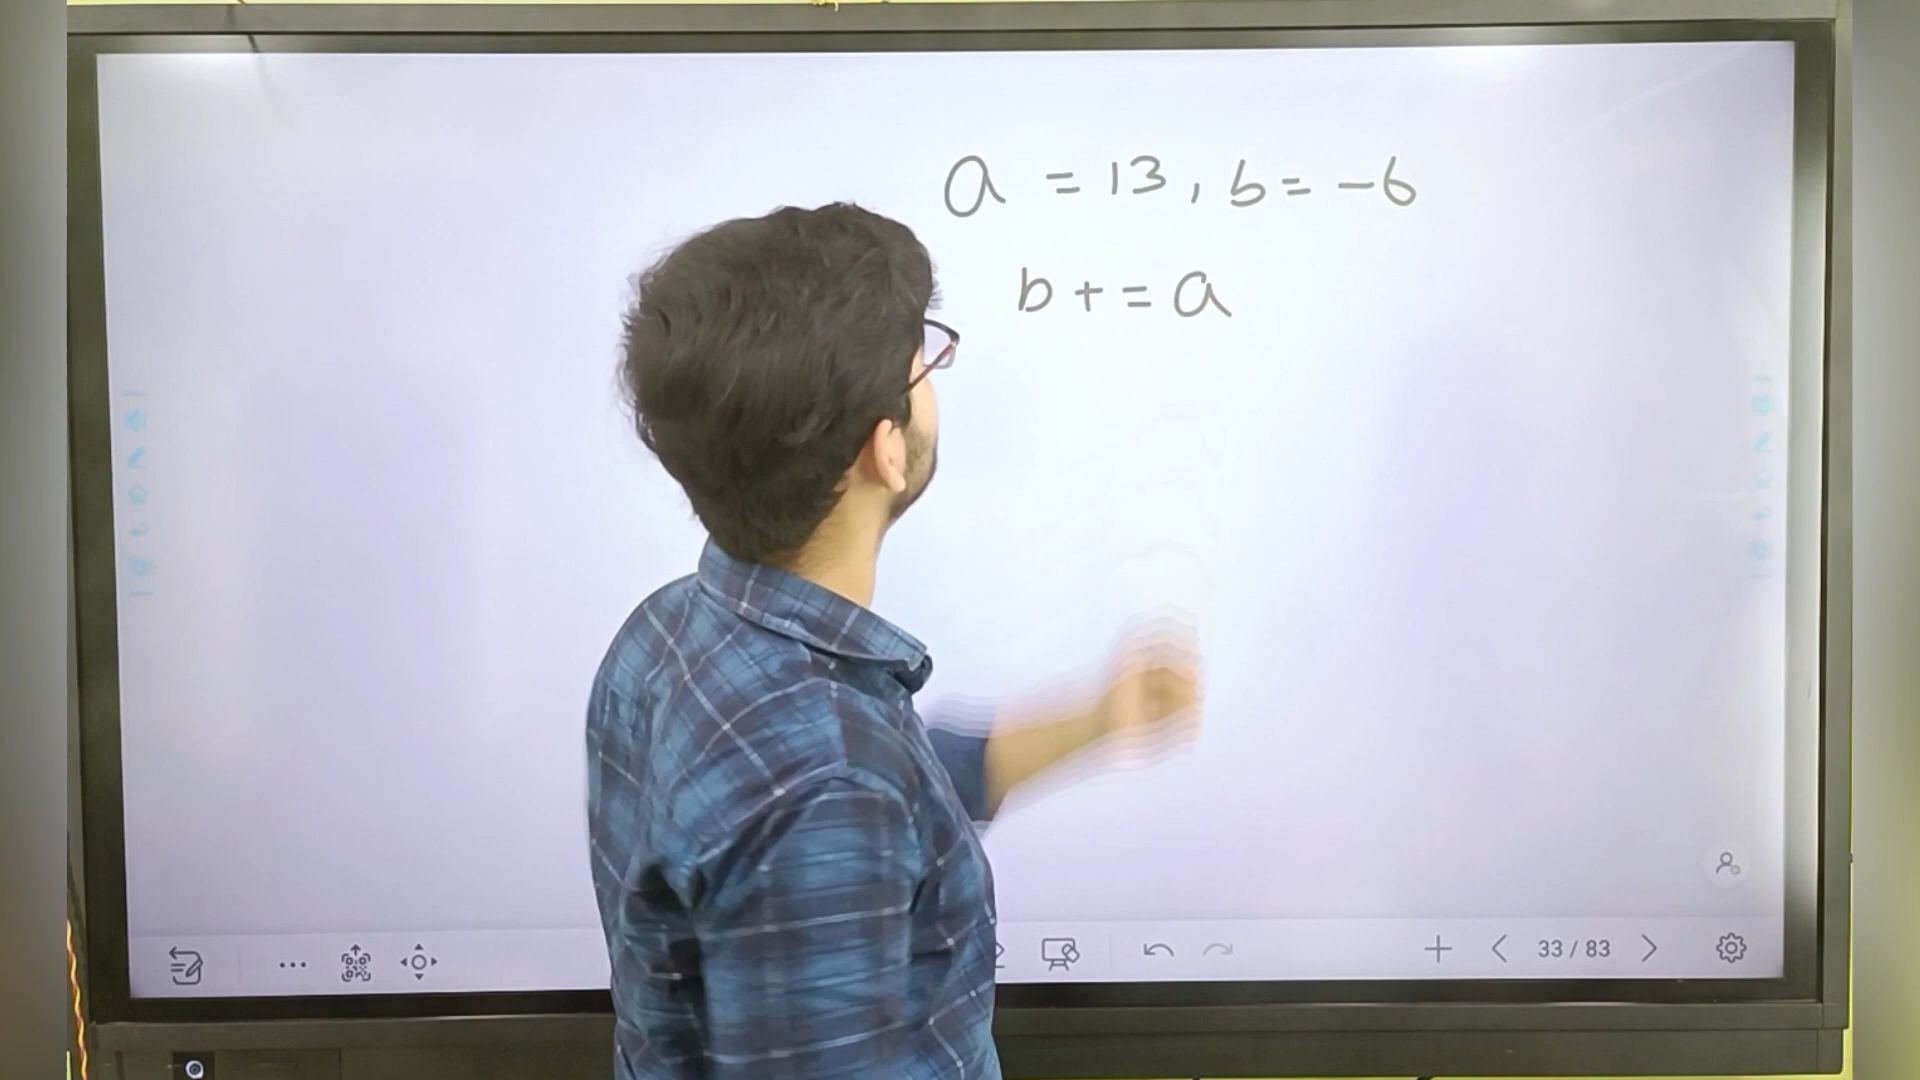 a = 13, b = -6
b += a
33 / 83